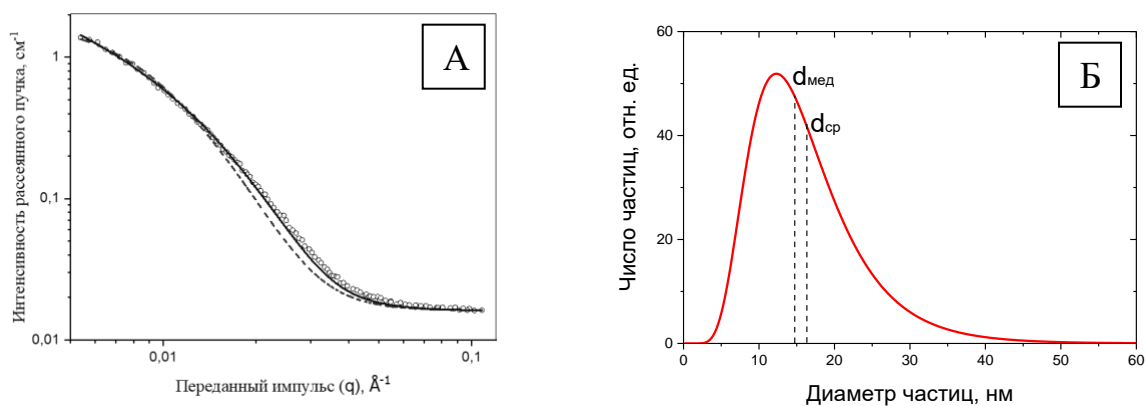 Интенсивность рассеянного пучка, см⁻¹
1
0,1
0,01
0,01
0,1
Переданный импульс (q), Å⁻¹
А
Число частиц, отн. ед.
60
40
20
0
0
10
20
30
40
50
60
Диаметр частиц, нм
dмед
dср
Б